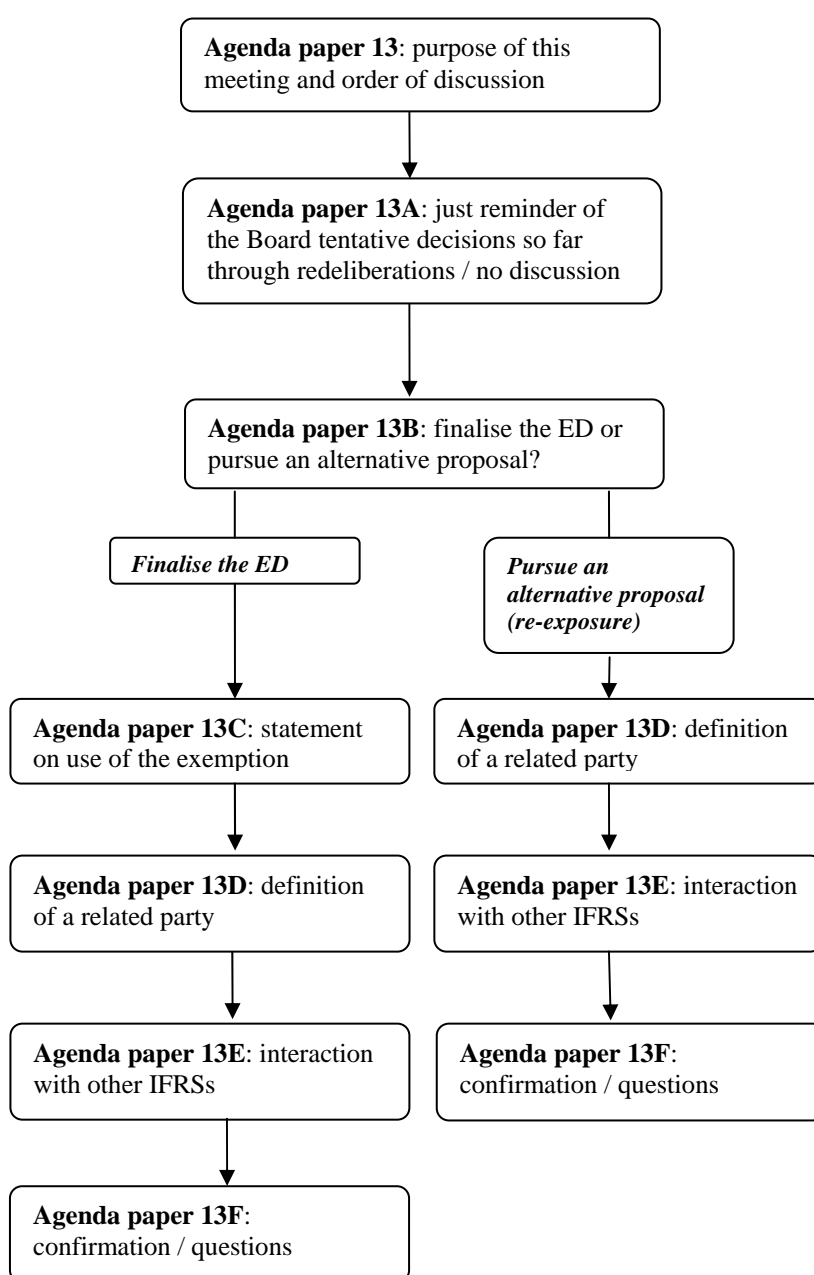 Agenda paper 13: purpose of this
meeting and order of discussion
Agenda paper 13A: just reminder of
the Board tentative decisions so far
through redeliberations / no discussion
Agenda paper 13B: finalise the ED or
pursue an alternative proposal?
Finalise the ED
Pursue an
alternative proposal
(re-exposure)
Agenda paper 13C: statement
on use of the exemption
Agenda paper 13D: definition
of a related party
Agenda paper 13E: interaction
with other IFRSs
Agenda paper 13F:
confirmation / questions
Agenda paper 13D: definition
of a related party
Agenda paper 13E: interaction
with other IFRSs
Agenda paper 13F:
confirmation / questions